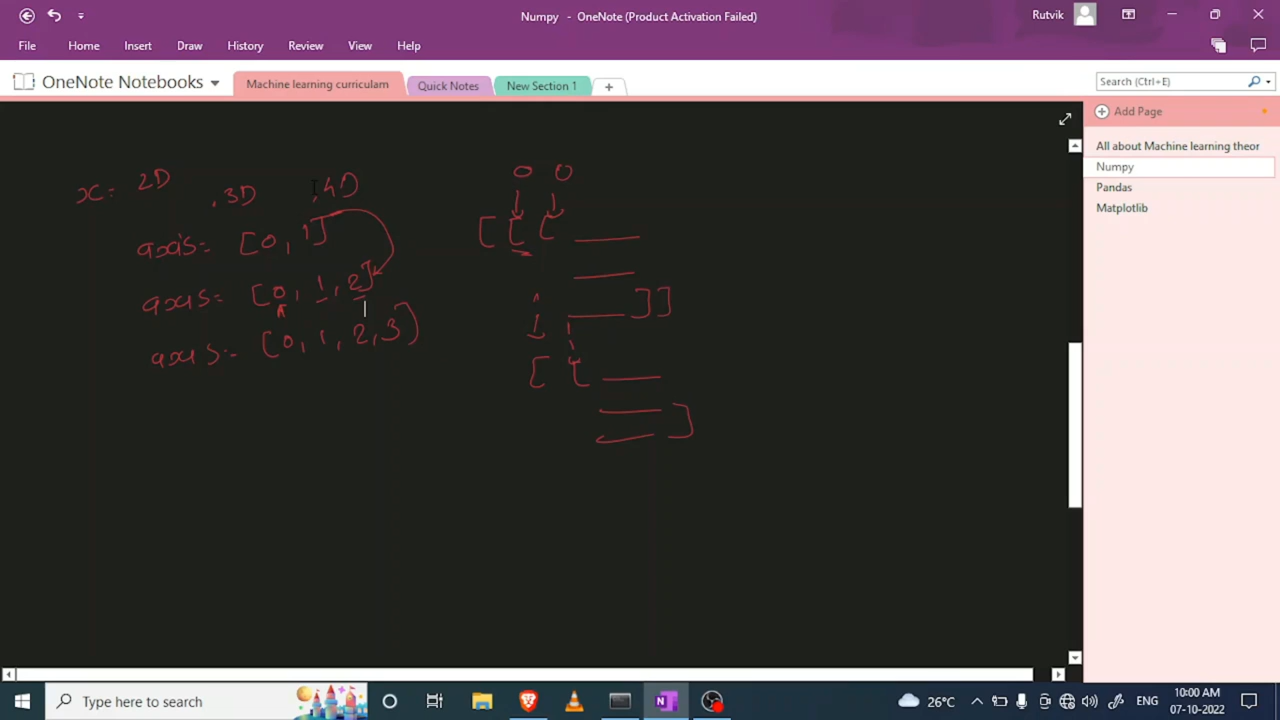 Numpy - OneNote (Product Activation Failed)
Rutvik
File Home Insert Draw History Review View Help
OneNote Notebooks
Machine learning curriculam
Quick Notes
New Section 1
Search (Ctrl+E)
Add Page
All about Machine learning theor
Numpy
Pandas
Matplotlib
x = 2D , 3D , 4D
axis = [0, 1]
axis = [0, 1, 2]
axis = [0, 1, 2, 3]
0 0
[ [ [
] ]
[ [
]
Type here to search
26°C
ENG
10:00 AM
07-10-2022